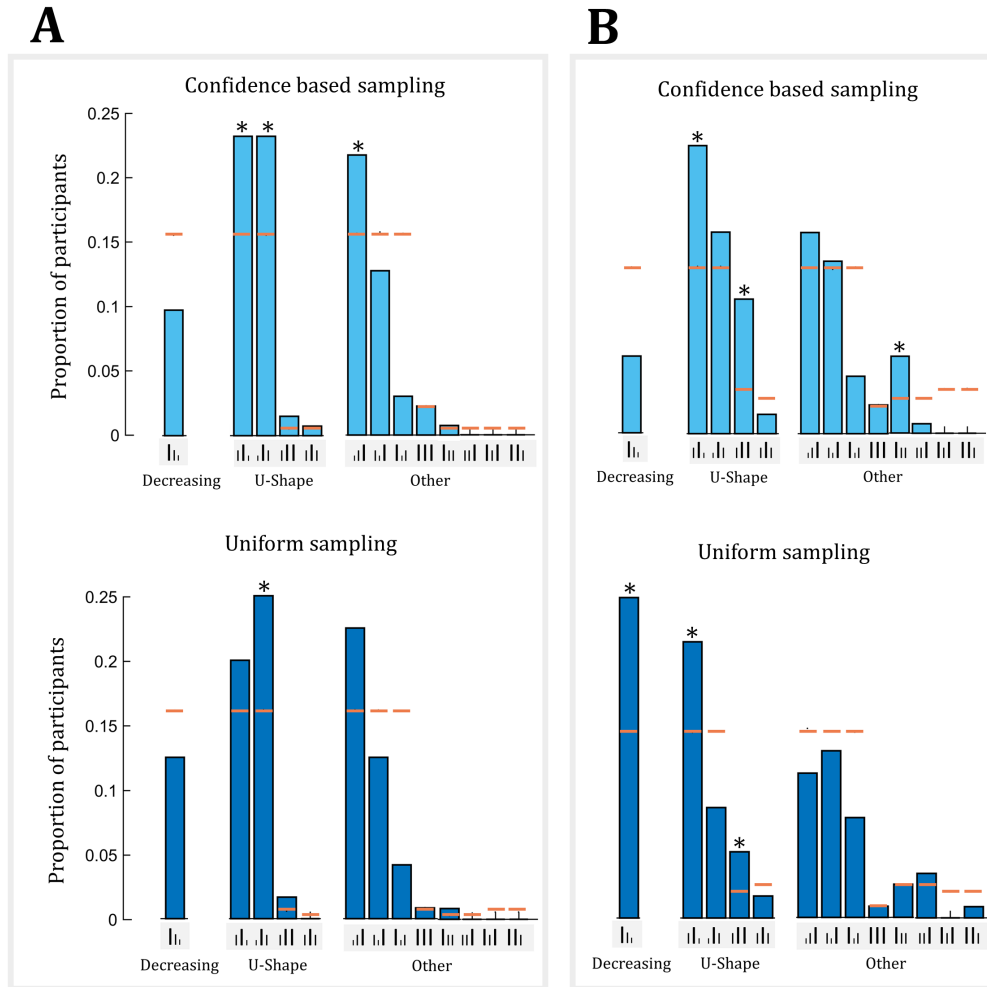 A
B
Confidence based sampling
Proportion of participants
0.25
0.2
0.15
0.1
0.05
0
* * *
Decreasing U-Shape Other
Confidence based sampling
* * *
Decreasing U-Shape Other
Uniform sampling
Proportion of participants
0.25
0.2
0.15
0.1
0.05
0
*
Decreasing U-Shape Other
Uniform sampling
* * *
Decreasing U-Shape Other